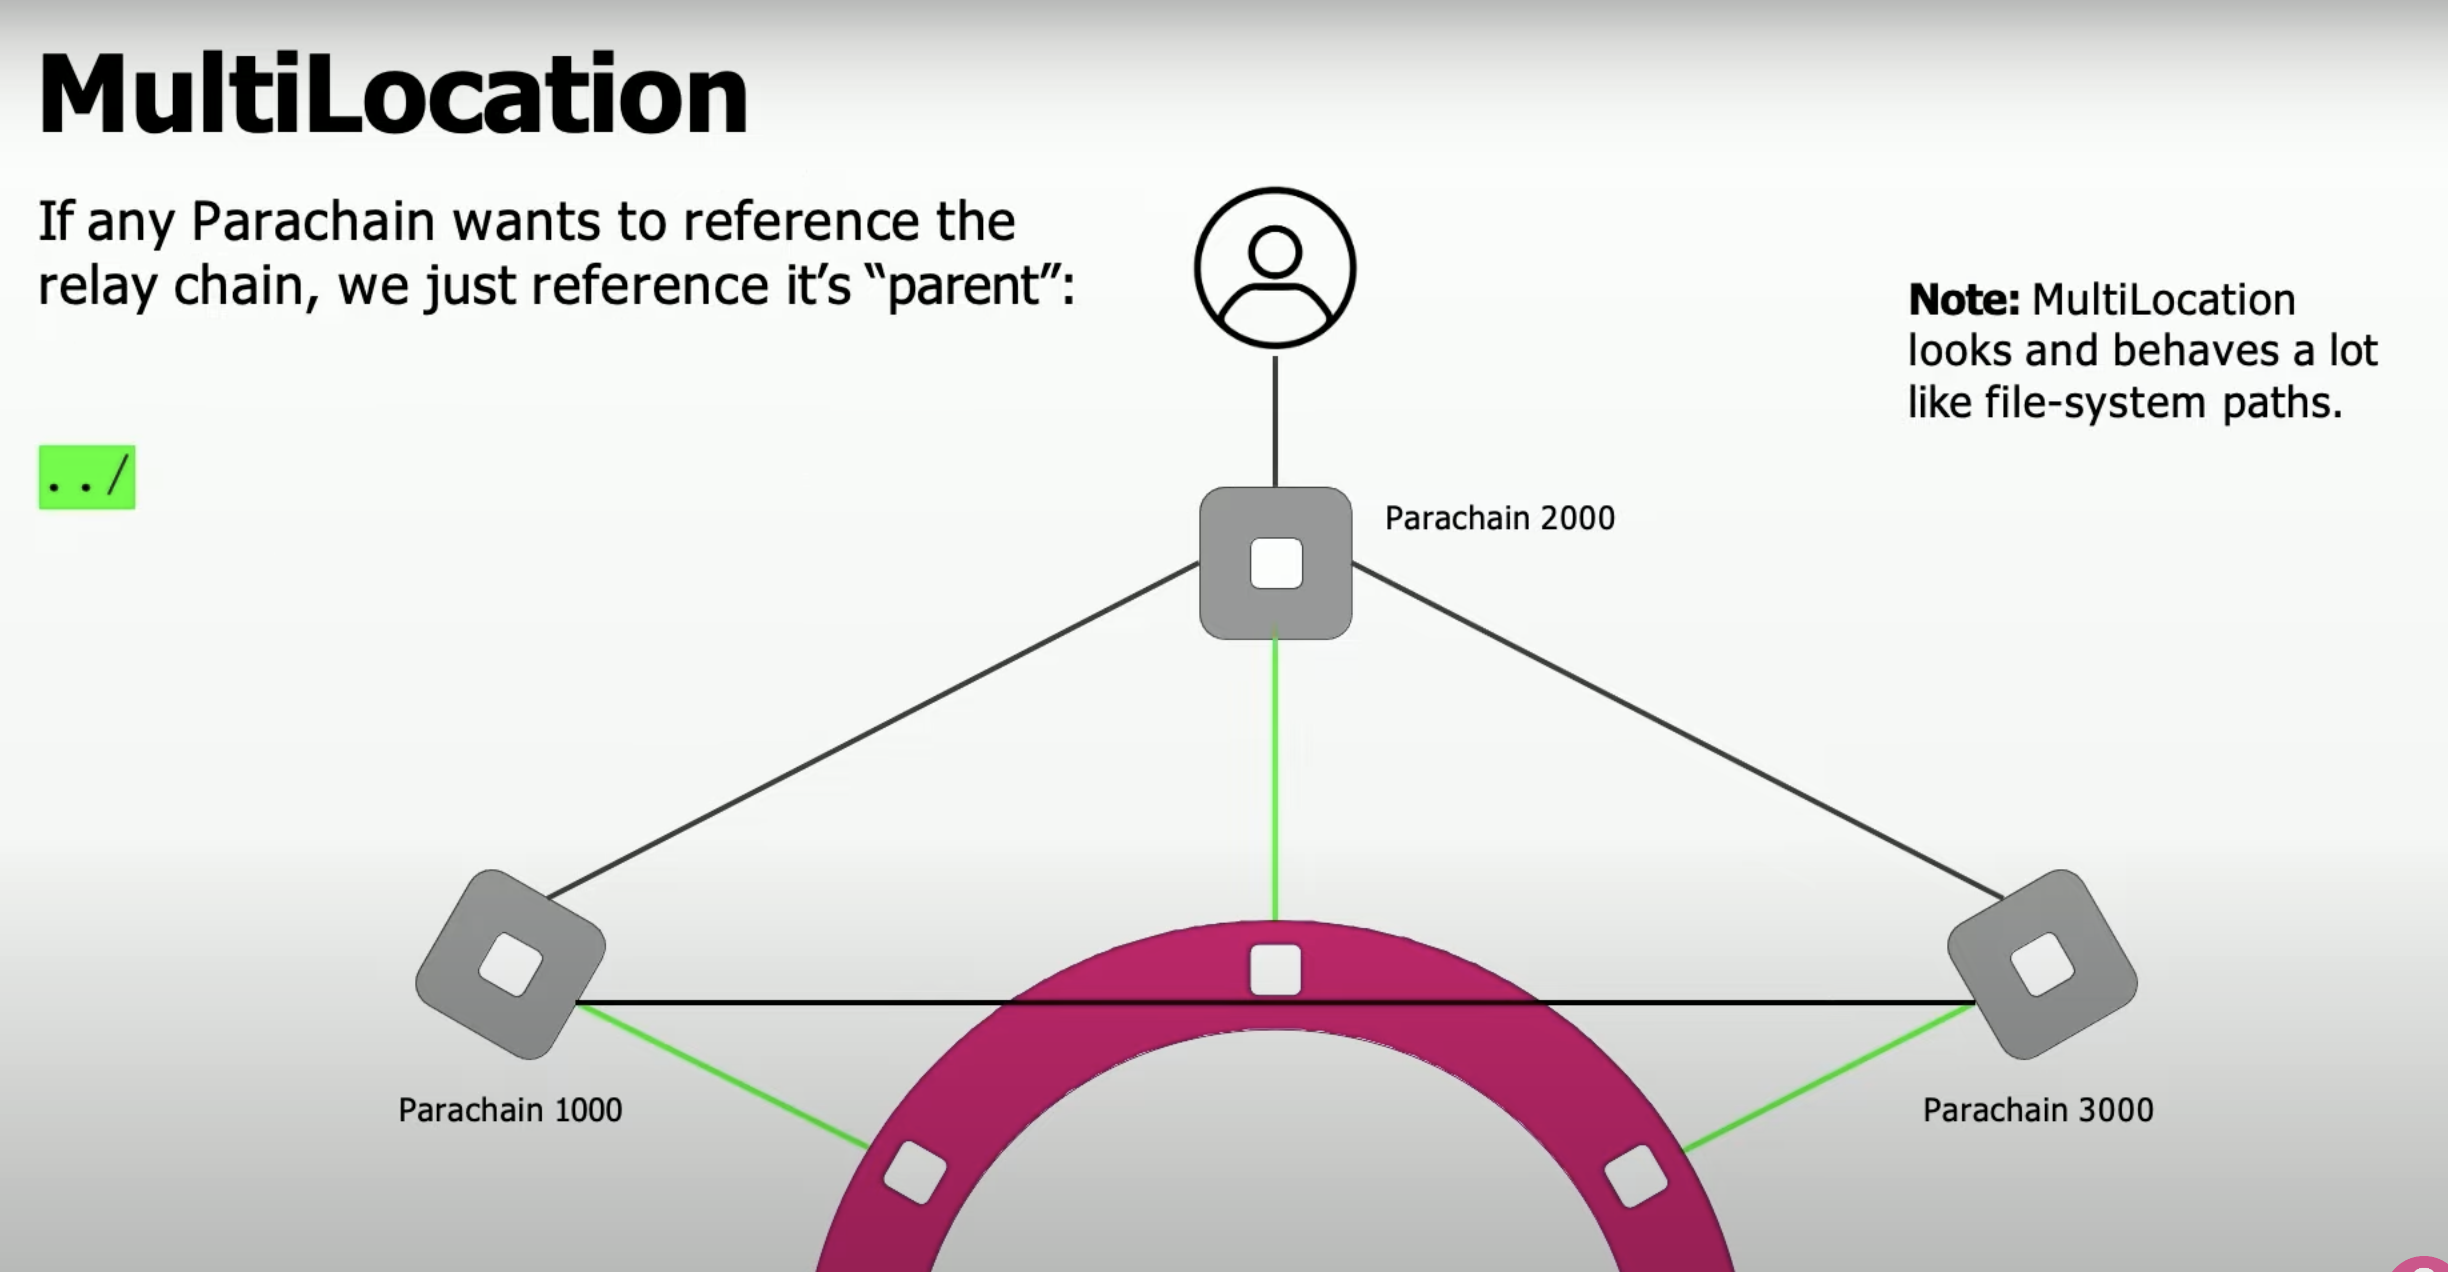 MultiLocation
If any Parachain wants to reference the
relay chain, we just reference it’s “parent”:
Note: MultiLocation
looks and behaves a lot
like file-system paths.
../
Parachain 2000
Parachain 1000
Parachain 3000